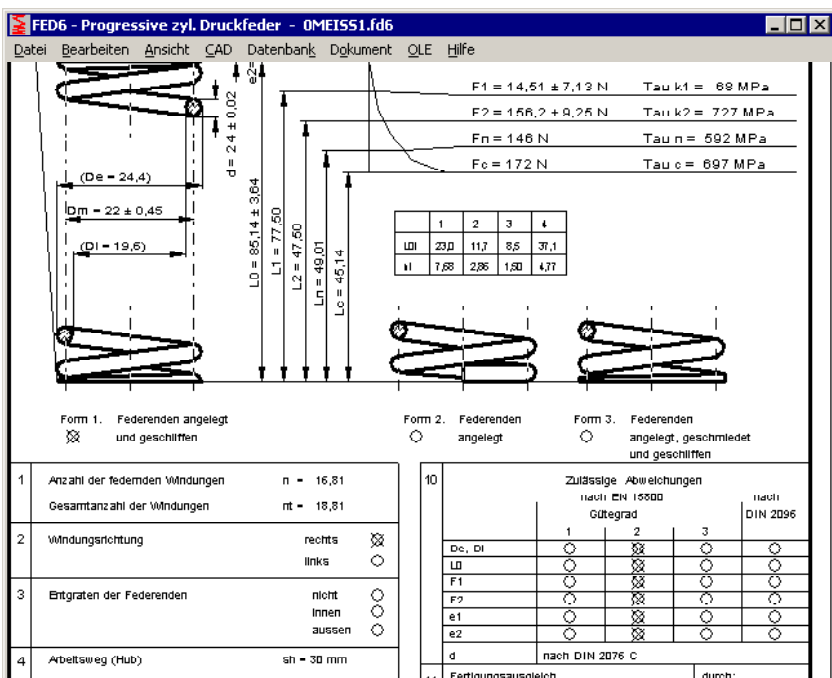 FED6 - Progressive zyl. Druckfeder - 0MEISS1.fd6
Datei Bearbeiten Ansicht CAD Datenbank Dokument OLE Hilfe
F1 = 14,51 ± 7,13 N Tau k1 = 69 MPa
F2 = 156,2 ± 9,25 N Tau k2 = 727 MPa
Fn = 146 N Tau n = 592 MPa
Fc = 172 N Tau c = 697 MPa
e2=
d = 2.4 ± 0,02
(De = 24,4)
Dm = 22 ± 0,45
(Di = 19,6)
L0 = 85,14 ± 3,64
L1 = 77,50
L2 = 47,50
Ln = 49,01
Lc = 45,14
1 2 3 4
L0i 23,0 11,7 8,5 37,1
ni 7,68 2,86 1,50 4,77
Form 1. Federenden angelegt
und geschliffen
Form 2. Federenden
angelegt
Form 3. Federenden
angelegt, geschmiedet
und geschliffen
1 Anzahl der federnden Windungen n = 16,81
Gesamtanzahl der Windungen nt = 18,81
2 Windungsrichtung rechts
links
3 Entgraten der Federenden nicht
innen
aussen
4 Arbeitsweg (Hub) sh = 30 mm
10 Zulässige Abweichungen
nach EN 15800 nach
Gütegrad DIN 2096
1 2 3
De, Di
L0
F1
F2
e1
e2
d nach DIN 2076 C
Fertigungsausgleich durch: